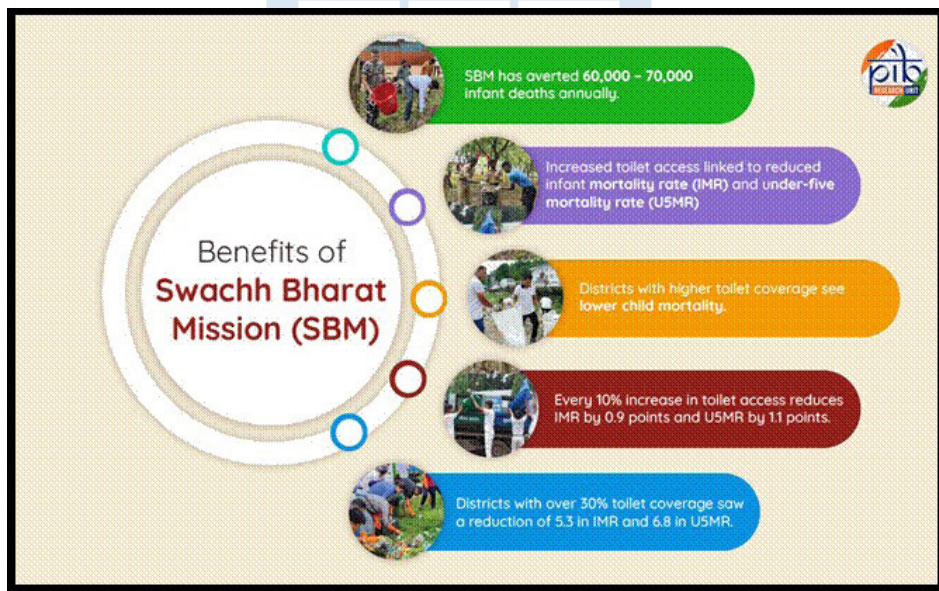 pib
RESEARCH UNIT
SBM has averted 60,000 – 70,000
infant deaths annually.
Increased toilet access linked to reduced
infant mortality rate (IMR) and under-five
mortality rate (U5MR)
Benefits of
Swachh Bharat
Mission (SBM)
Districts with higher toilet coverage see
lower child mortality.
Every 10% increase in toilet access reduces
IMR by 0.9 points and U5MR by 1.1 points.
Districts with over 30% toilet coverage saw
a reduction of 5.3 in IMR and 6.8 in U5MR.